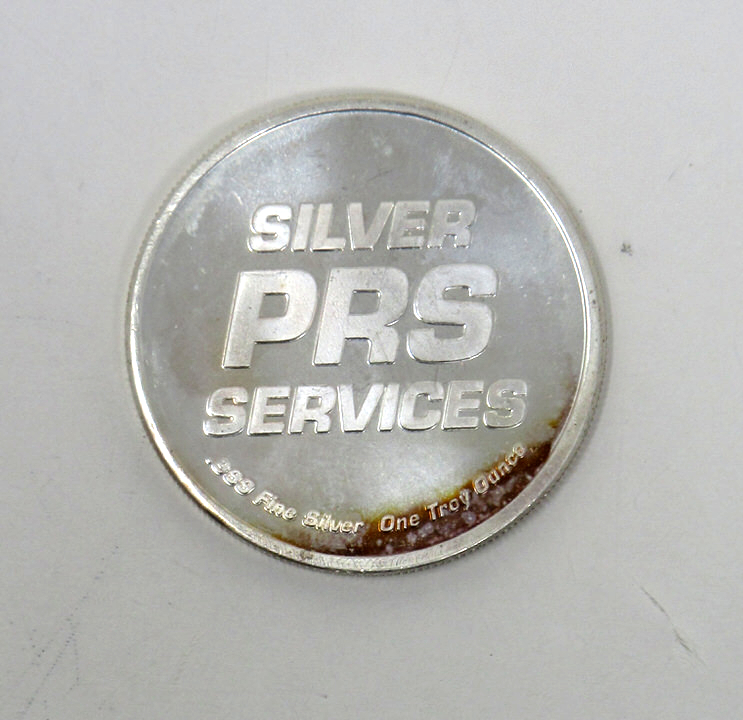 SILVER
PRS
SERVICES
.999 Fine Silver One Troy Ounce